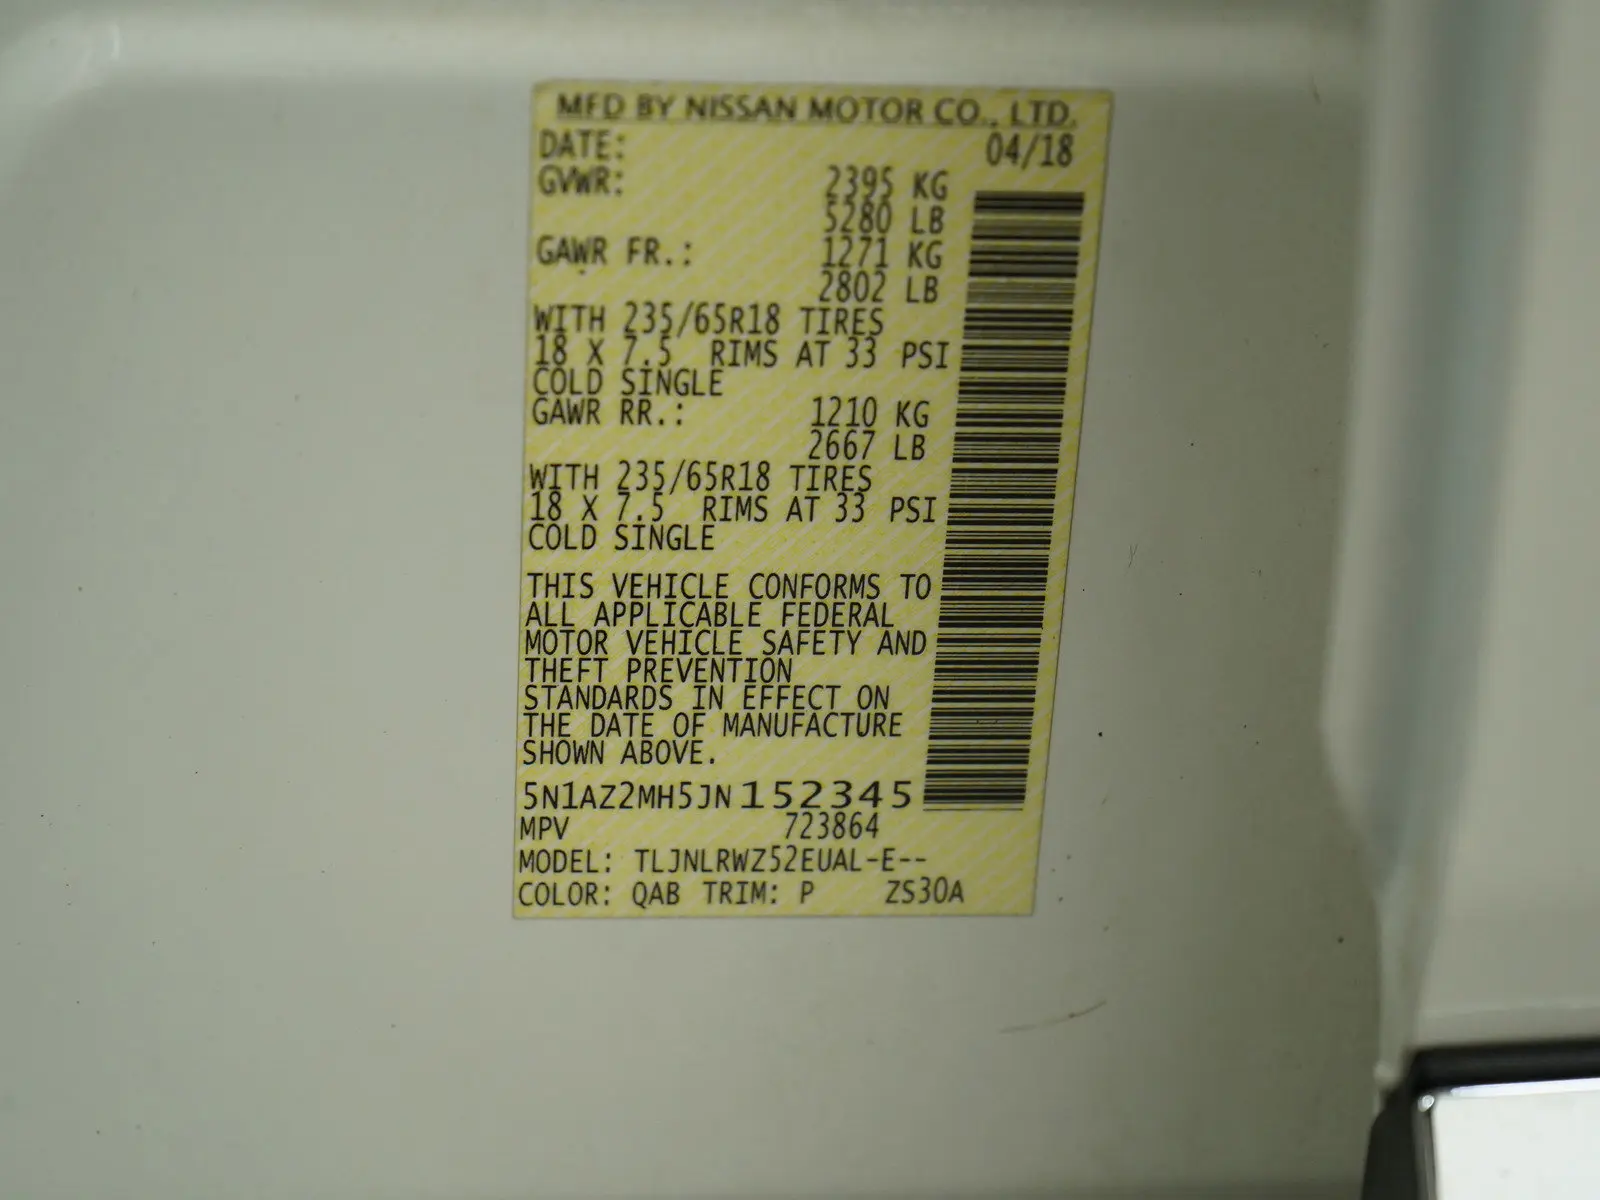 MFD BY NISSAN MOTOR CO., LTD.
DATE: 04/18
GVWR: 2395 KG
5280 LB
GAWR FR.: 1271 KG
2802 LB
WITH 235/65R18 TIRES
18 X 7.5 RIMS AT 33 PSI
COLD SINGLE
GAWR RR.: 1210 KG
2667 LB
WITH 235/65R18 TIRES
18 X 7.5 RIMS AT 33 PSI
COLD SINGLE
THIS VEHICLE CONFORMS TO
ALL APPLICABLE FEDERAL
MOTOR VEHICLE SAFETY AND
THEFT PREVENTION
STANDARDS IN EFFECT ON
THE DATE OF MANUFACTURE
SHOWN ABOVE.
5N1AZ2MH5JN152345
MPV 723864
MODEL: TLJNLRWZ52EUAL-E--
COLOR: QAB TRIM: P ZS30A